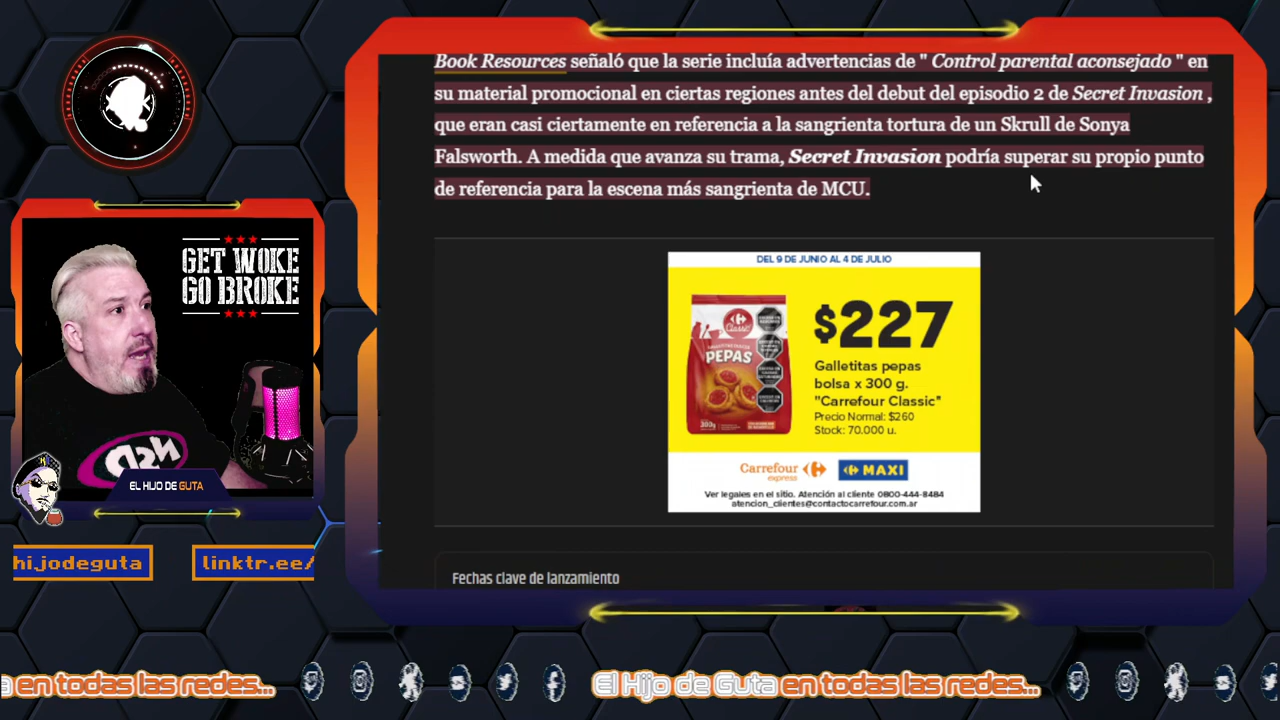 Book Resources señaló que la serie incluía advertencias de " Control parental aconsejado " en
su material promocional en ciertas regiones antes del debut del episodio 2 de Secret Invasion ,
que eran casi ciertamente en referencia a la sangrienta tortura de un Skrull de Sonya
Falsworth. A medida que avanza su trama, Secret Invasion podría superar su propio punto
de referencia para la escena más sangrienta de MCU.
GET WOKE
GO BROKE
EL HIJO DE GUTA
hijodeguta
linktr.ee/
DEL 9 DE JUNIO AL 4 DE JULIO
Classic
PEPAS
300g
$227
Galletitas pepas
bolsa x 300 g.
"Carrefour Classic"
Precio Normal: $260
Stock: 70.000 u.
Carrefour
express
MAXI
Ver legales en el sitio. Atención al cliente 0800-444-8484
atencion_clientes@contactocarrefour.com.ar
Fechas clave de lanzamiento
a en todas las redes...
El Hijo de Guta en todas las redes...